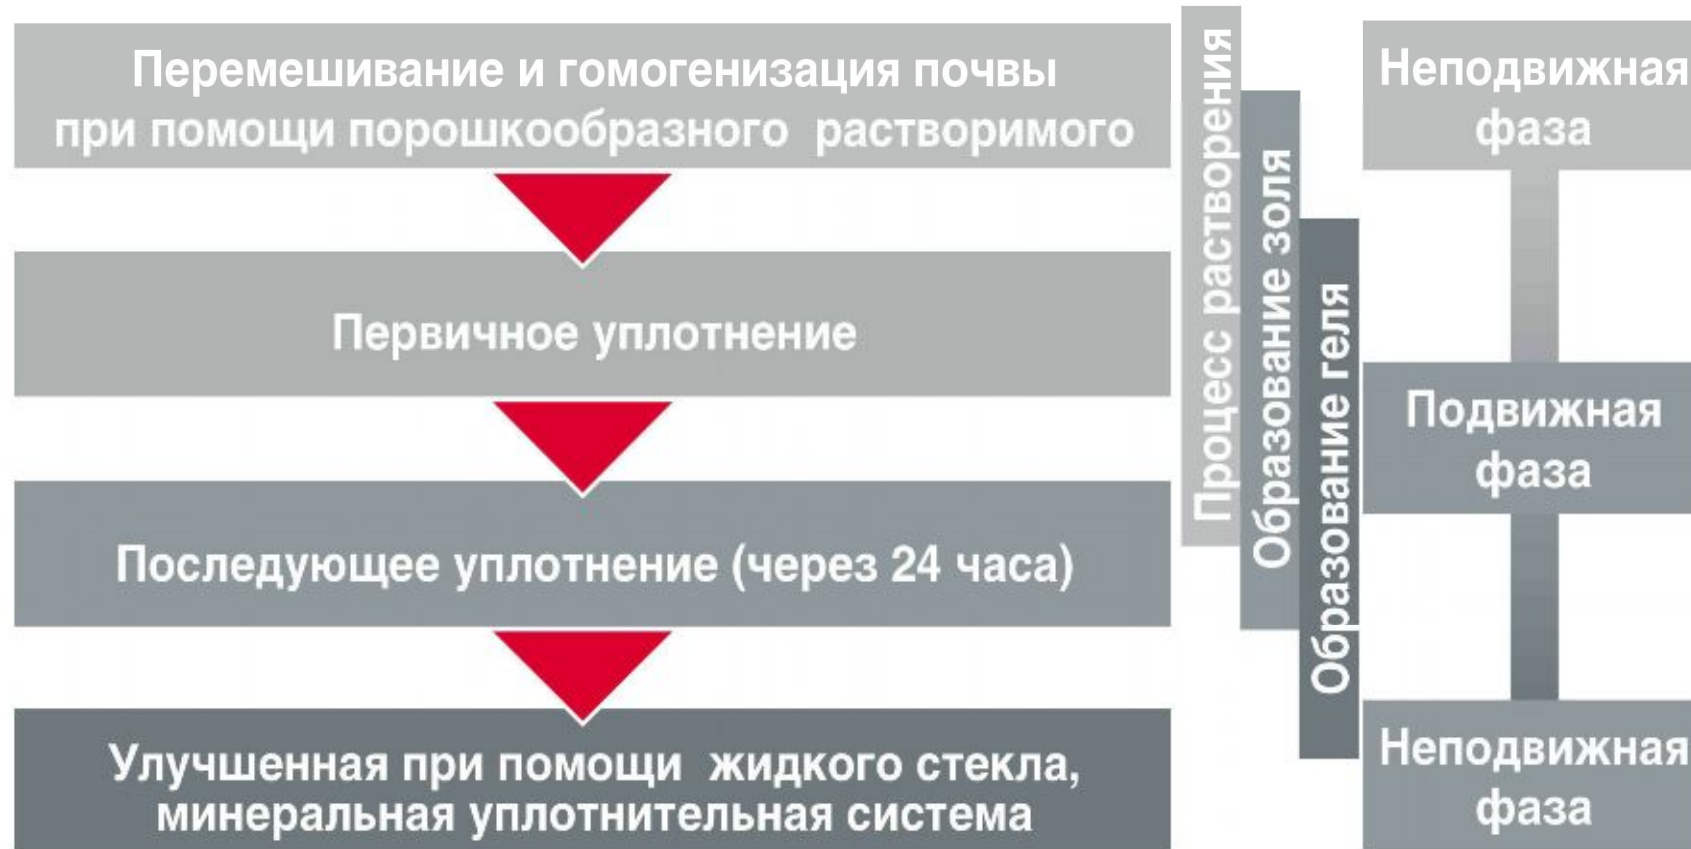 Перемешивание и гомогенизация почвы
при помощи порошкообразного растворимого
Первичное уплотнение
Последующее уплотнение (через 24 часа)
Улучшенная при помощи жидкого стекла,
минеральная уплотнительная система
Процесс растворения
Образование золя
Образование геля
Неподвижная
фаза
Подвижная
фаза
Неподвижная
фаза